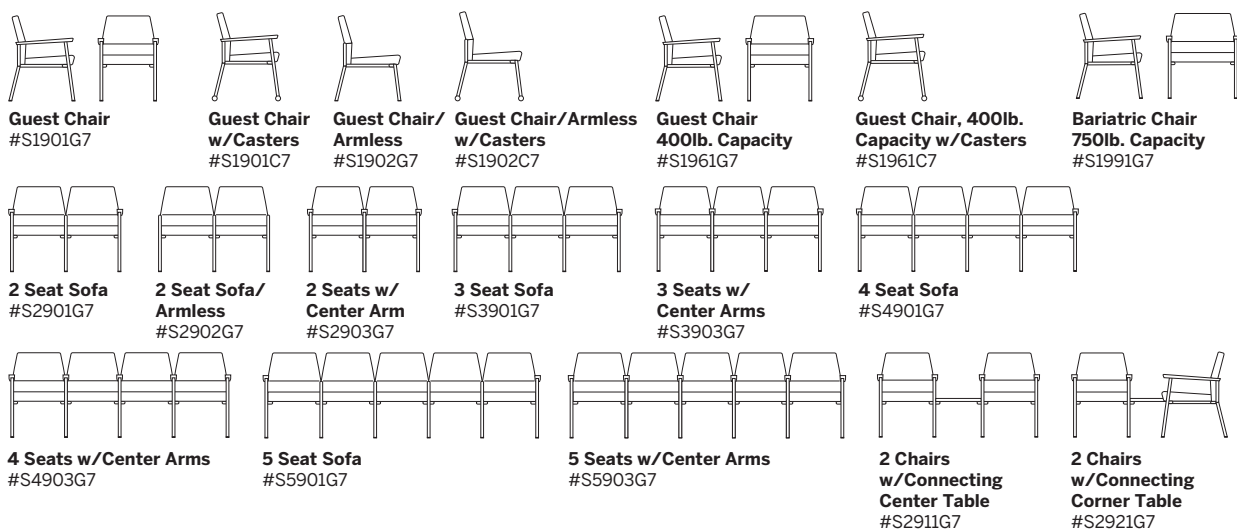 Guest Chair
#S1901G7
Guest Chair
w/Casters
#S1901C7
Guest Chair/
Armless
#S1902G7
Guest Chair/Armless
w/Casters
#S1902C7
Guest Chair
400lb. Capacity
#S1961G7
Guest Chair, 400lb.
Capacity w/Casters
#S1961C7
Bariatric Chair
750lb. Capacity
#S1991G7
2 Seat Sofa
#S2901G7
2 Seat Sofa/
Armless
#S2902G7
2 Seats w/
Center Arm
#S2903G7
3 Seat Sofa
#S3901G7
3 Seats w/
Center Arms
#S3903G7
4 Seat Sofa
#S4901G7
4 Seats w/Center Arms
#S4903G7
5 Seat Sofa
#S5901G7
5 Seats w/Center Arms
#S5903G7
2 Chairs
w/Connecting
Center Table
#S2911G7
2 Chairs
w/Connecting
Corner Table
#S2921G7